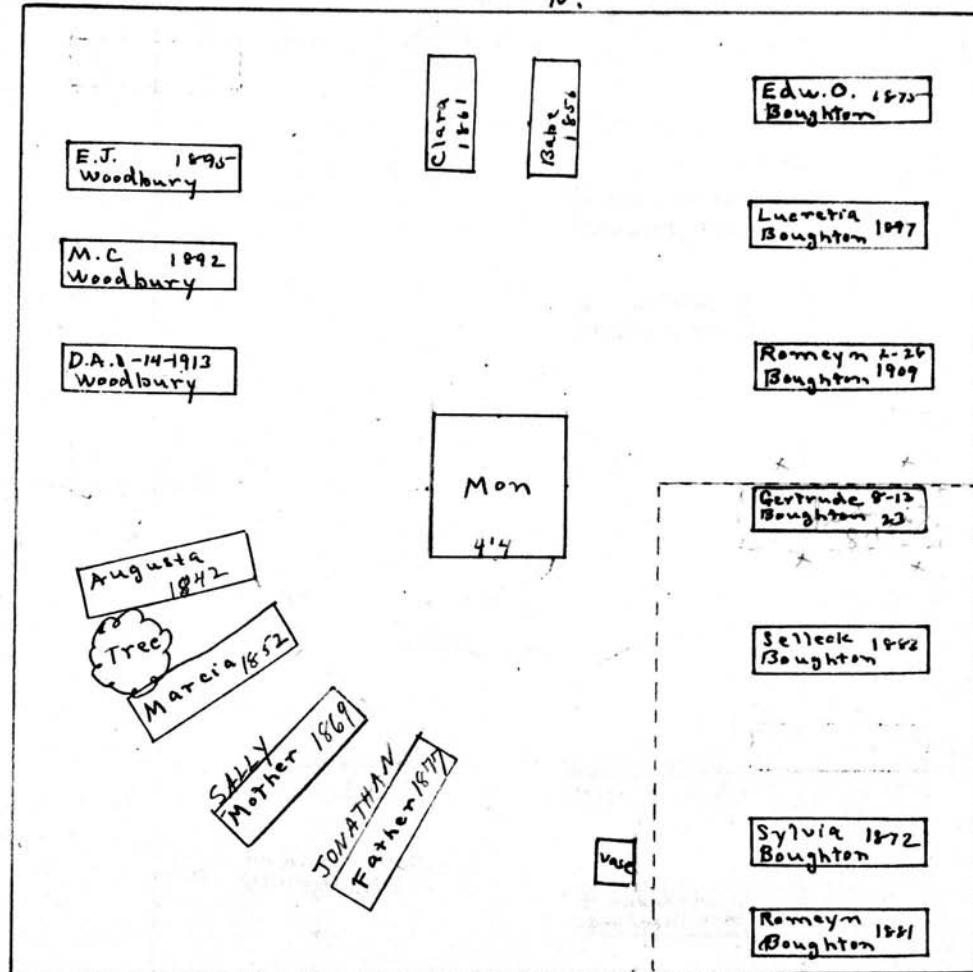 N.
Clara
1861
Babe
1856
Edw. O. 1875
Boughton
E.J. 1895
Woodbury
Lucretia
Boughton 1897
M.C 1892
Woodbury
D.A. 8-14-1913
Woodbury
Romeyn 2-26
Boughton 1909
Mon
4'4
Gertrude 8-12
Boughton 23
Augusta
1842
Tree
Marcia 1852
Selleck 1883
Boughton
SALLY
Mother 1869
JONATHAN
Father 1877
Vase
Sylvia 1872
Boughton
Romeyn
Boughton 1881